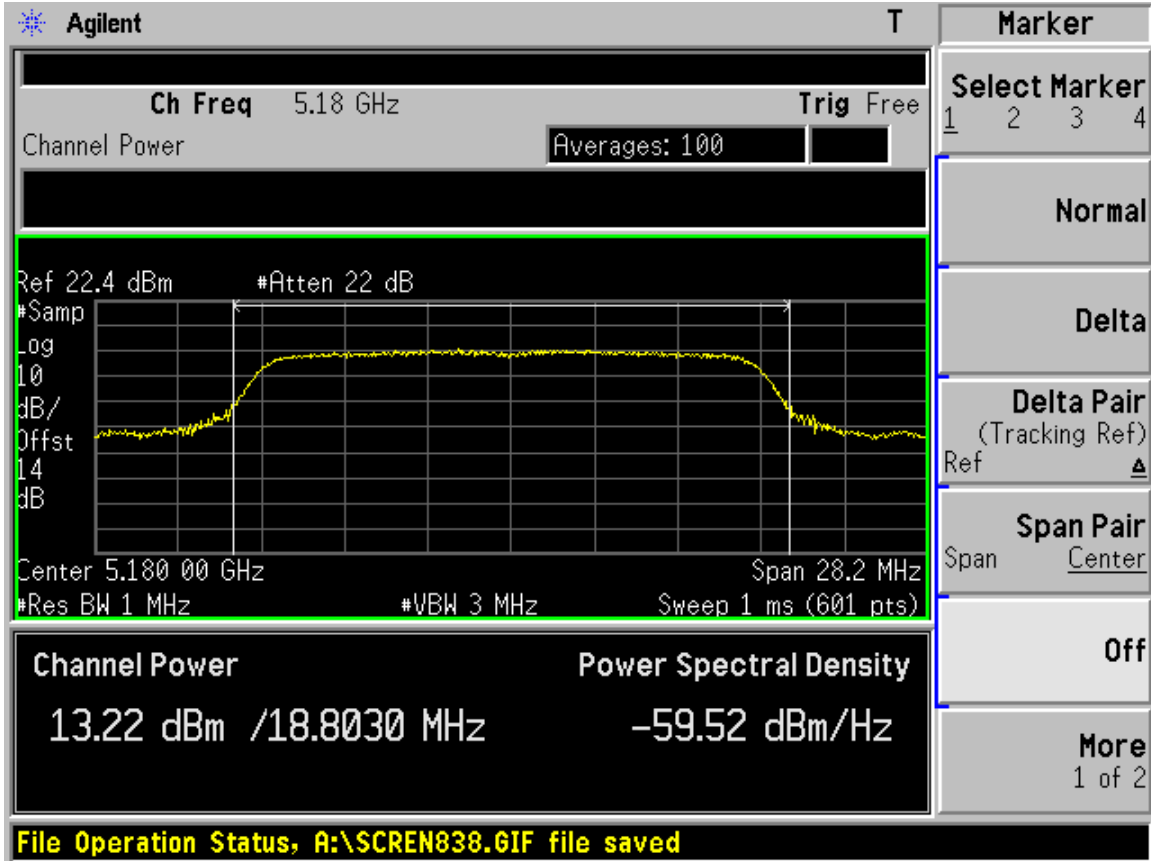 Agilent T
Ch Freq 5.18 GHz Trig Free
Channel Power Averages: 100
Ref 22.4 dBm #Atten 22 dB
#Samp
Log
10
dB/
Offst
14
dB
Center 5.180 00 GHz Span 28.2 MHz
#Res BW 1 MHz #VBW 3 MHz Sweep 1 ms (601 pts)
Channel Power Power Spectral Density
13.22 dBm /18.8030 MHz -59.52 dBm/Hz
File Operation Status, A:\SCREN838.GIF file saved
Marker
Select Marker
1 2 3 4
Normal
Delta
Delta Pair
(Tracking Ref)
Ref Δ
Span Pair
Span Center
Off
More
1 of 2